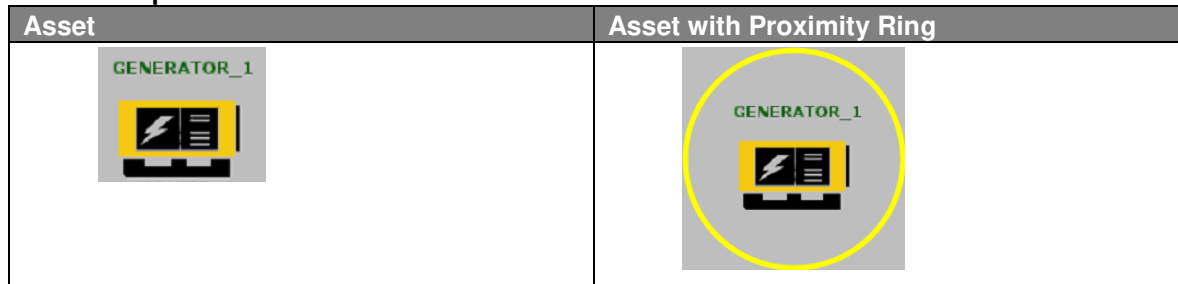 Asset
Asset with Proximity Ring
GENERATOR_1
GENERATOR_1